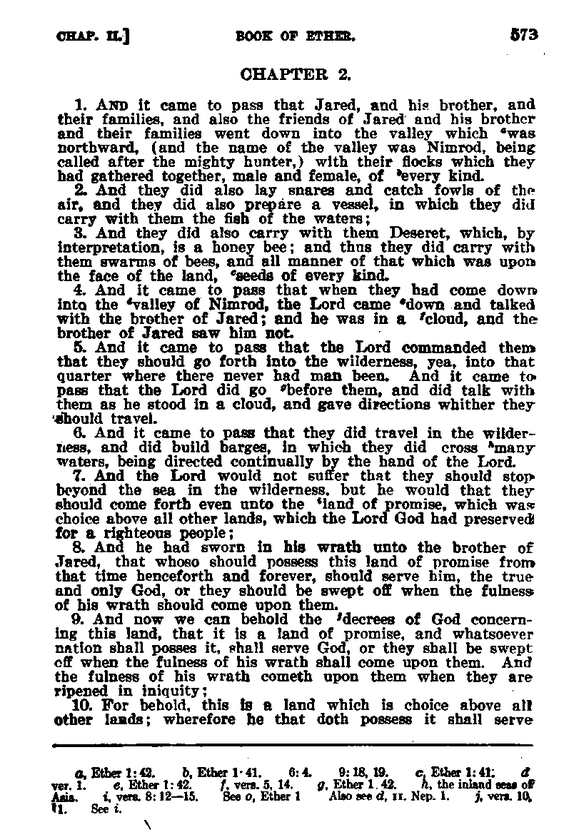 CHAP. II.] BOOK OF ETHER. 573
CHAPTER 2.
1. AND it came to pass that Jared, and his brother, and
their families, and also the friends of Jared and his brother
and their families went down into the valley which ᵃwas
northward, (and the name of the valley was Nimrod, being
called after the mighty hunter,) with their flocks which they
had gathered together, male and female, of ᵇevery kind.
2. And they did also lay snares and catch fowls of the
air, and they did also prepare a vessel, in which they did
carry with them the fish of the waters;
3. And they did also carry with them Deseret, which, by
interpretation, is a honey bee; and thus they did carry with
them swarms of bees, and all manner of that which was upon
the face of the land, ᶜseeds of every kind.
4. And it came to pass that when they had come down
into the ᵈvalley of Nimrod, the Lord came ᵉdown and talked
with the brother of Jared; and he was in a ᶠcloud, and the
brother of Jared saw him not.
5. And it came to pass that the Lord commanded them
that they should go forth into the wilderness, yea, into that
quarter where there never had man been. And it came to
pass that the Lord did go ᵍbefore them, and did talk with
them as he stood in a cloud, and gave directions whither they
should travel.
6. And it came to pass that they did travel in the wilder-
ness, and did build barges, in which they did cross ʰmany
waters, being directed continually by the hand of the Lord.
7. And the Lord would not suffer that they should stop
beyond the sea in the wilderness, but he would that they
should come forth even unto the ⁱland of promise, which was
choice above all other lands, which the Lord God had preserved
for a righteous people;
8. And he had sworn in his wrath unto the brother of
Jared, that whoso should possess this land of promise from
that time henceforth and forever, should serve him, the true
and only God, or they should be swept off when the fulness
of his wrath should come upon them.
9. And now we can behold the ʲdecrees of God concern-
ing this land, that it is a land of promise, and whatsoever
nation shall posses it, shall serve God, or they shall be swept
off when the fulness of his wrath shall come upon them. And
the fulness of his wrath cometh upon them when they are
ripened in iniquity;
10. For behold, this is a land which is choice above all
other lands; wherefore he that doth possess it shall serve
a, Ether 1:42. b, Ether 1·41. 6:4. 9:18, 19. c, Ether 1:41. d
ver. 1. e, Ether 1:42. f, vers. 5, 14. g, Ether 1.42. h, the inland seas of
Asia. i, vers. 8:12—15. See o, Ether 1 Also see d, II. Nep. 1. j, vers. 10,
11. See i.